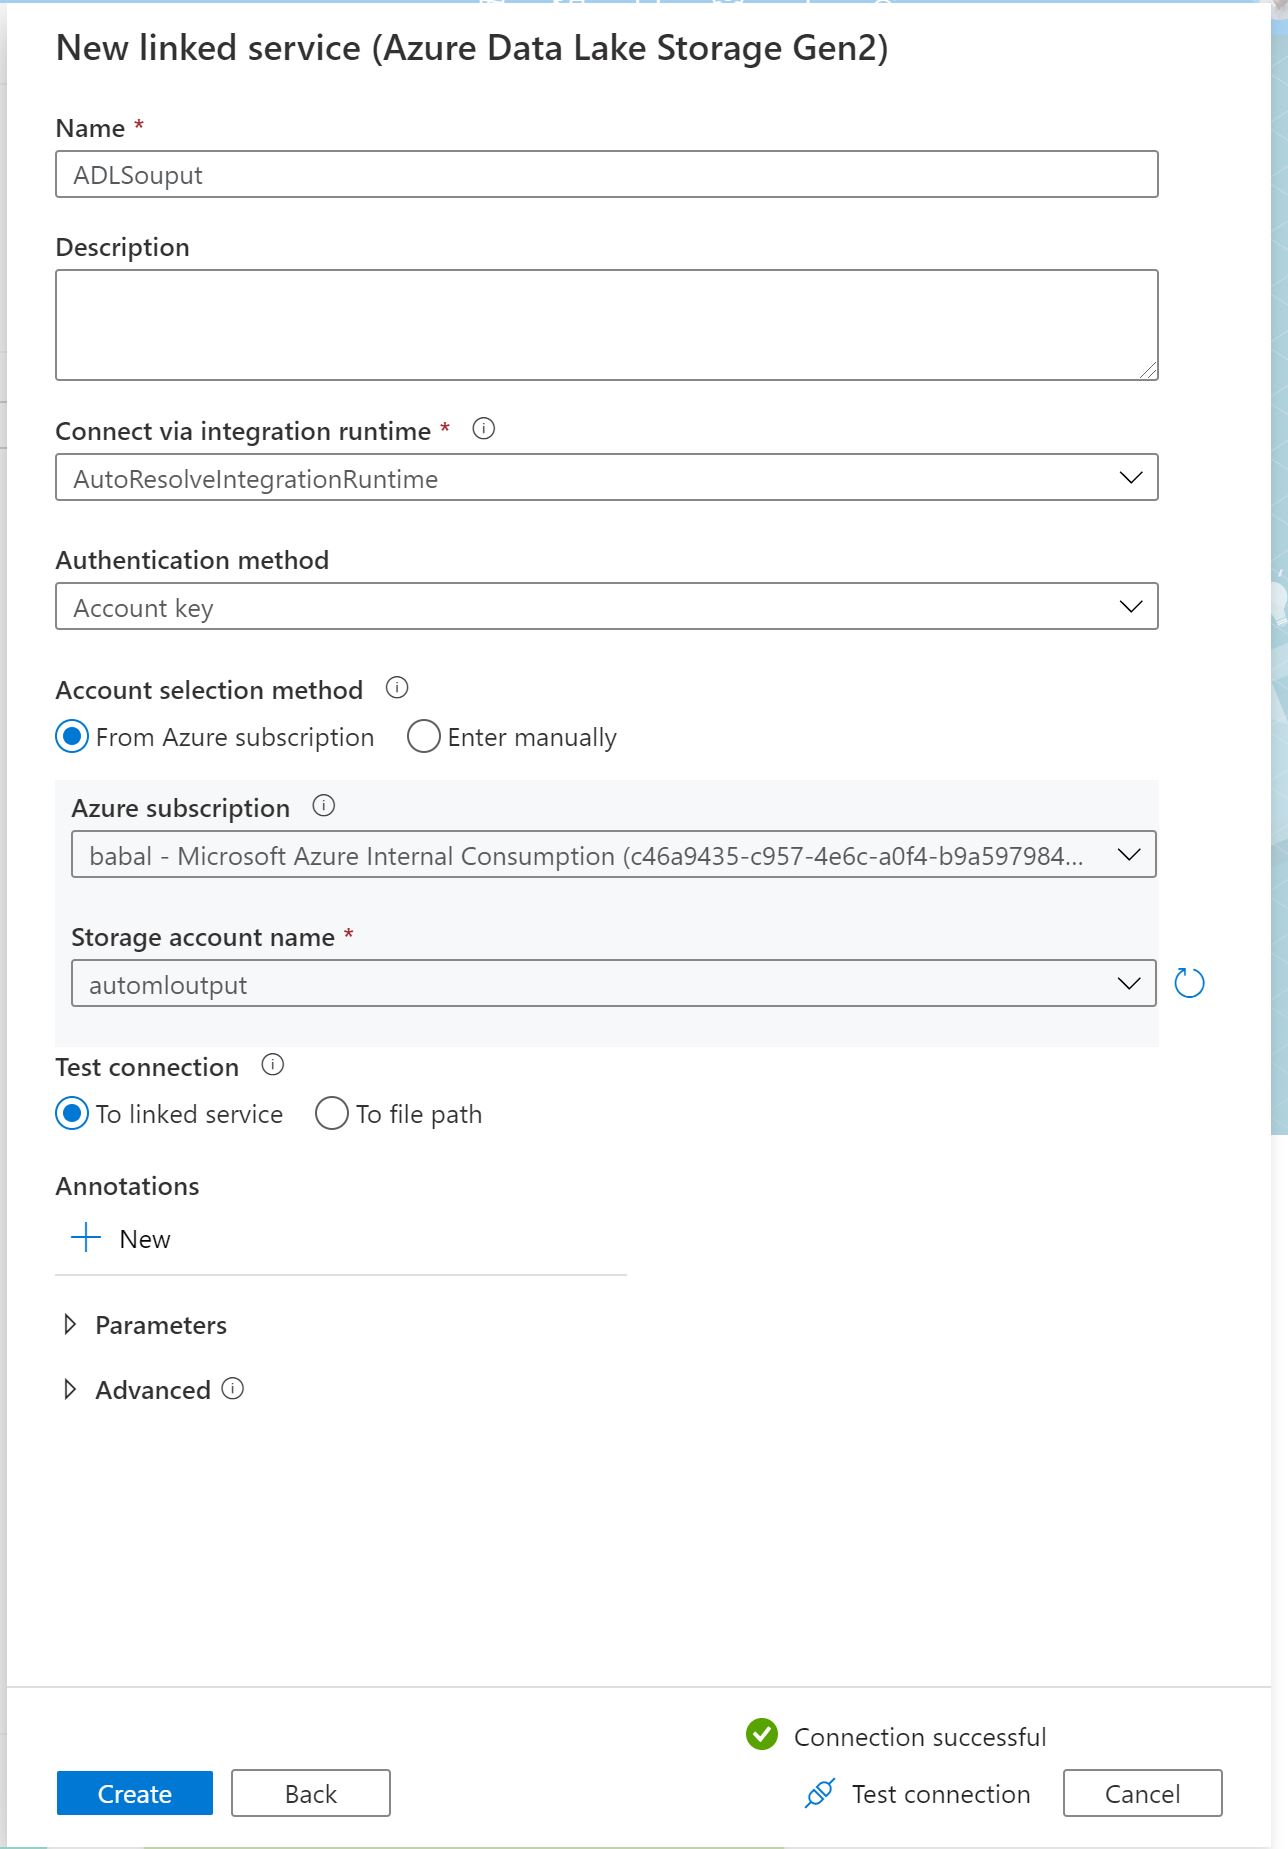 New linked service (Azure Data Lake Storage Gen2)
Name *
ADLSouput
Description
Connect via integration runtime *
AutoResolveIntegrationRuntime
Authentication method
Account key
Account selection method
From Azure subscription Enter manually
Azure subscription
babal - Microsoft Azure Internal Consumption (c46a9435-c957-4e6c-a0f4-b9a597984...
Storage account name *
automloutput
Test connection
To linked service To file path
Annotations
New
Parameters
Advanced
Connection successful
Create Back Test connection Cancel